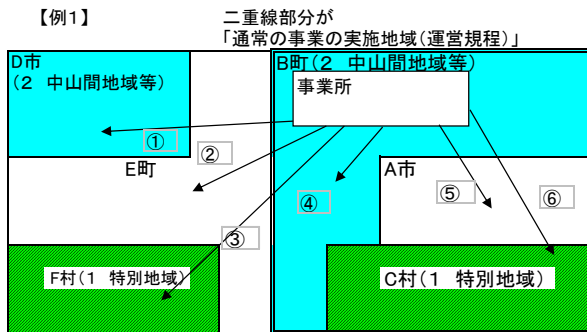 【例1】
二重線部分が
「通常の事業の実施地域(運営規程)」
D市
(2　中山間地域等)
B町(2　中山間地域等)
事業所
①
②
E町
A市
④
⑤
⑥
③
F村(1　特別地域)
C村(1　特別地域)